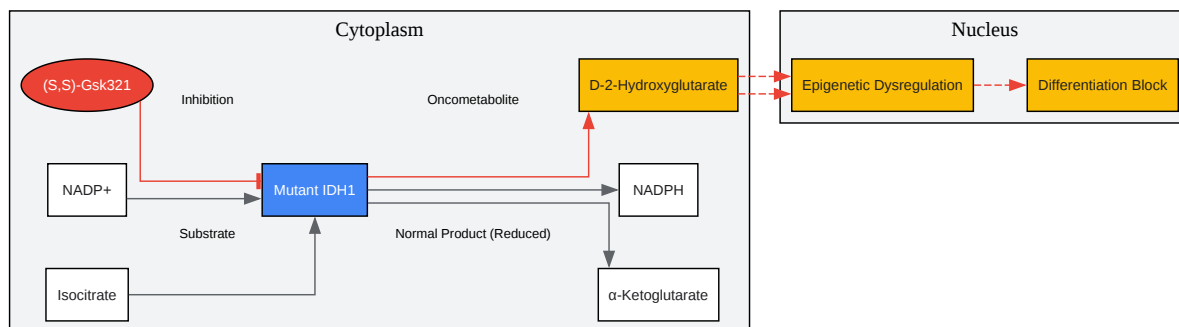 Cytoplasm
Nucleus
(S,S)-Gsk321
Inhibition
Oncometabolite
D-2-Hydroxyglutarate
Epigenetic Dysregulation
Differentiation Block
NADP+
Mutant IDH1
NADPH
Substrate
Normal Product (Reduced)
Isocitrate
α-Ketoglutarate